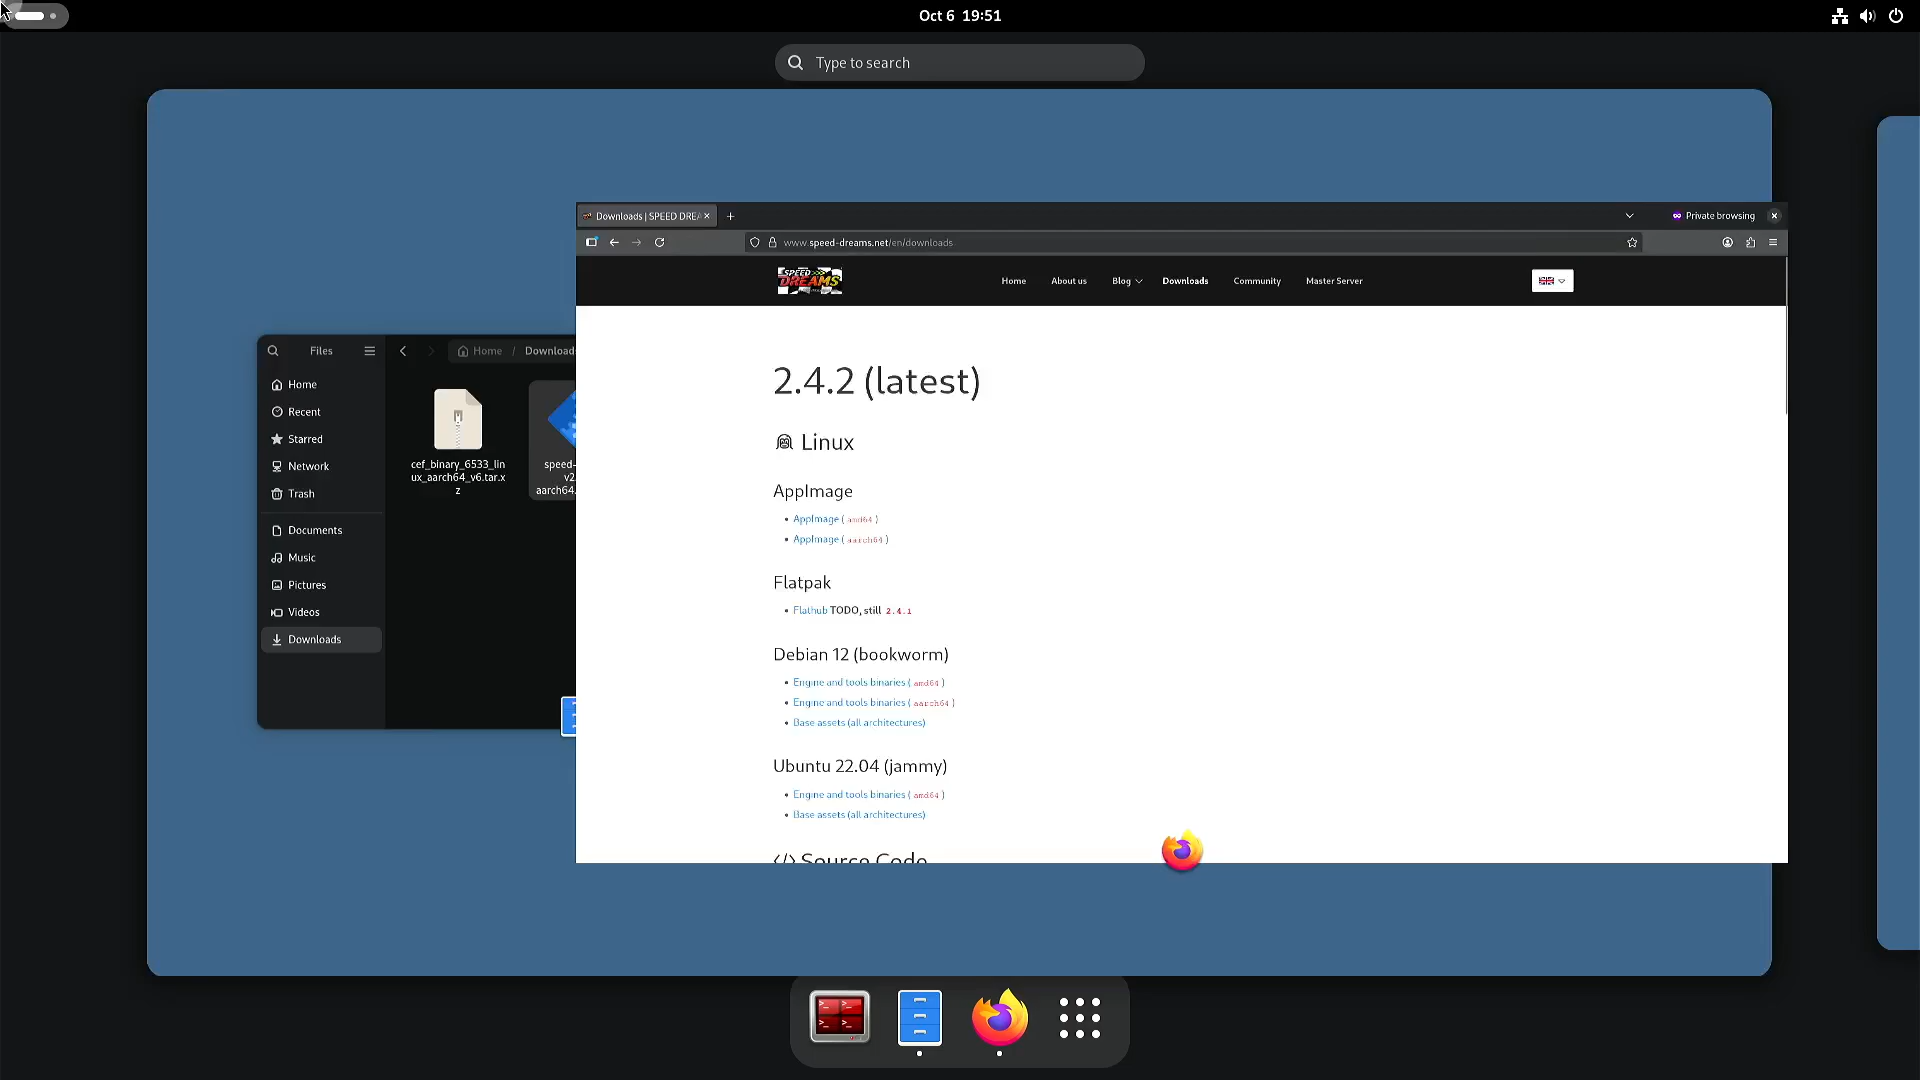 Oct 6 19:51
Type to search
Downloads | SPEED DREA
Private browsing
www.speed-dreams.net/en/downloads
SPEED DREAMS
Home
About us
Blog
Downloads
Community
Master Server
Files
Home / Download
Home
Recent
Starred
Network
Trash
Documents
Music
Pictures
Videos
Downloads
cef_binary_6533_lin
ux_aarch64_v6.tar.x
z
speed-
v2.
aarch64.
2.4.2 (latest)
Linux
AppImage
• AppImage ( amd64 )
• AppImage ( aarch64 )
Flatpak
• Flathub TODO, still 2.4.1
Debian 12 (bookworm)
• Engine and tools binaries ( amd64 )
• Engine and tools binaries ( aarch64 )
• Base assets (all architectures)
Ubuntu 22.04 (jammy)
• Engine and tools binaries ( amd64 )
• Base assets (all architectures)
</> Source Code